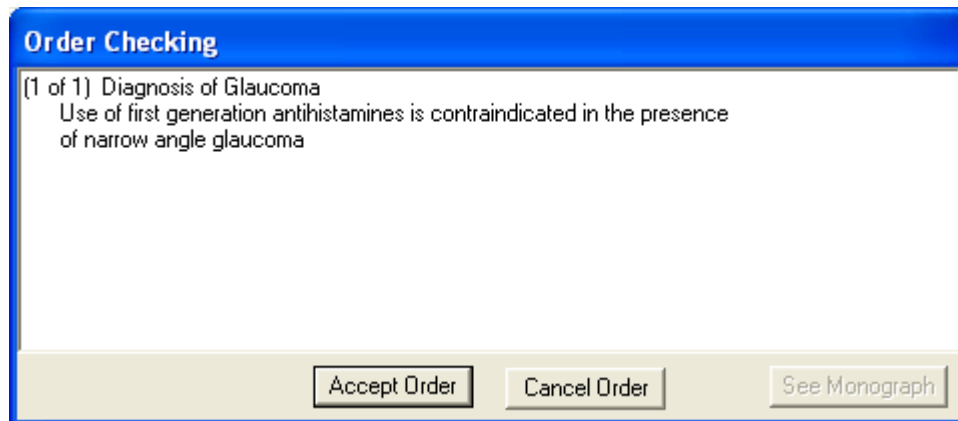 Order Checking
(1 of 1) Diagnosis of Glaucoma
Use of first generation antihistamines is contraindicated in the presence
of narrow angle glaucoma
Accept Order
Cancel Order
See Monograph